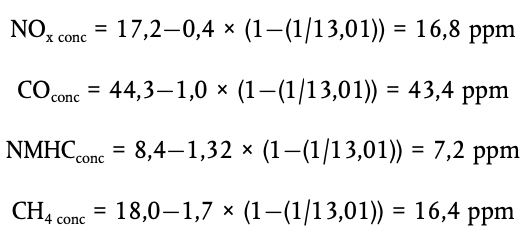 NOₓ conc = 17,2–0,4 × (1–(1/13,01)) = 16,8 ppm
COconc = 44,3–1,0 × (1–(1/13,01)) = 43,4 ppm
NMHCconc = 8,4–1,32 × (1–(1/13,01)) = 7,2 ppm
CH₄ conc = 18,0–1,7 × (1–(1/13,01)) = 16,4 ppm